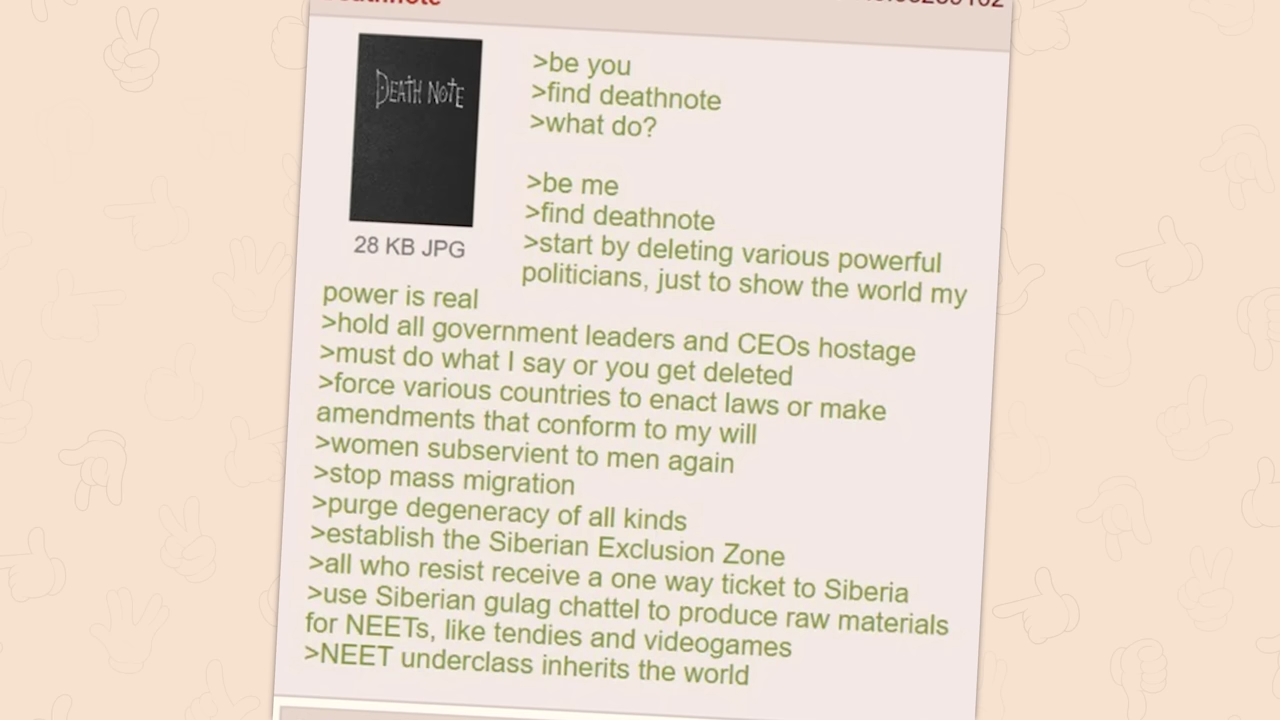 DEATH NOTE
28 KB JPG
>be you
>find deathnote
>what do?
>be me
>find deathnote
>start by deleting various powerful
politicians, just to show the world my
power is real
>hold all government leaders and CEOs hostage
>must do what I say or you get deleted
>force various countries to enact laws or make
amendments that conform to my will
>women subservient to men again
>stop mass migration
>purge degeneracy of all kinds
>establish the Siberian Exclusion Zone
>all who resist receive a one way ticket to Siberia
>use Siberian gulag chattel to produce raw materials
for NEETs, like tendies and videogames
>NEET underclass inherits the world